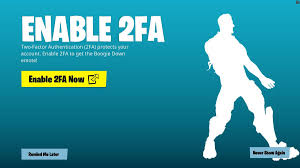 ENABLE 2FA
Two-Factor Authentication (2FA) protects your
account. Enable 2FA to get the Boogie Down
emote!
Enable 2FA Now
Remind Me Later
Never Show Again